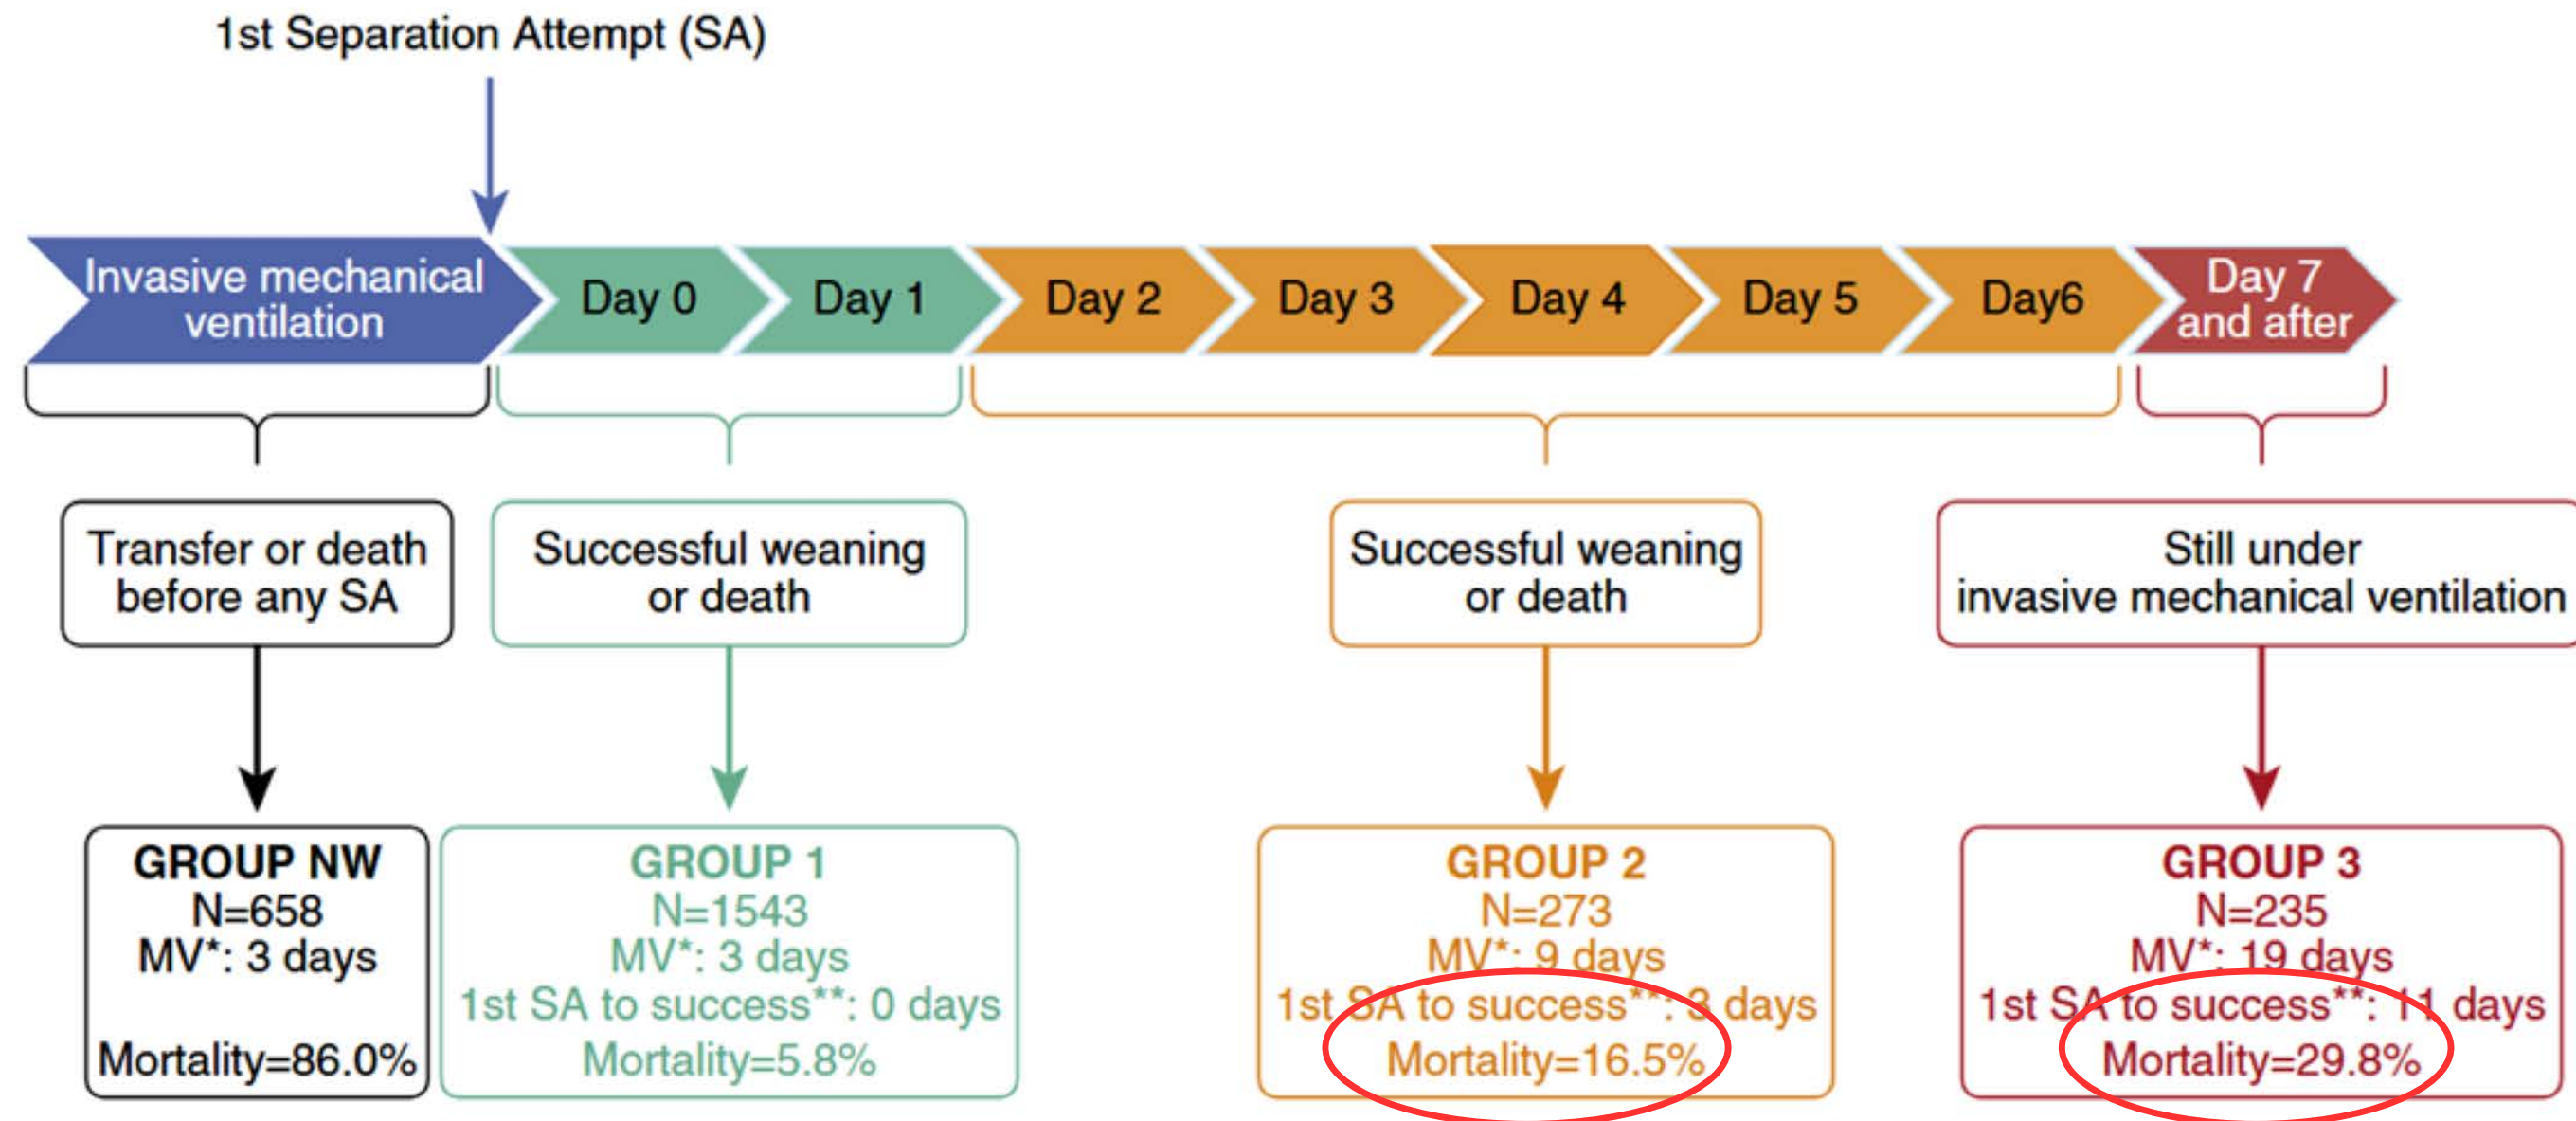 1st Separation Attempt (SA)
Invasive mechanical
ventilation
Day 0
Day 1
Day 2
Day 3
Day 4
Day 5
Day6
Day 7
and after
Transfer or death
before any SA
Successful weaning
or death
Successful weaning
or death
Still under
invasive mechanical ventilation
GROUP NW
N=658
MV*: 3 days
Mortality=86.0%
GROUP 1
N=1543
MV*: 3 days
1st SA to success**: 0 days
Mortality=5.8%
GROUP 2
N=273
MV*: 9 days
1st SA to success**: 3 days
Mortality=16.5%
GROUP 3
N=235
MV*: 19 days
1st SA to success**: 11 days
Mortality=29.8%